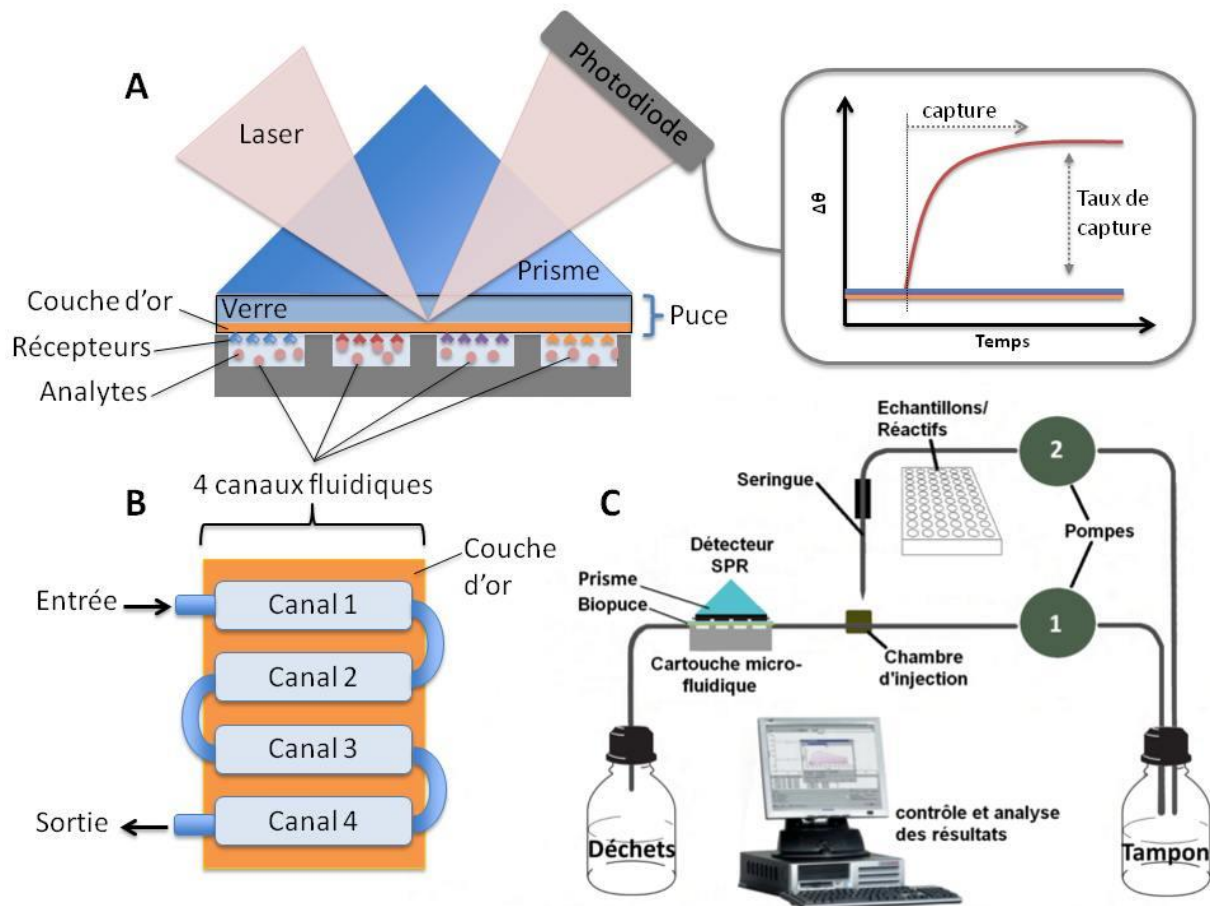 A
Laser
Photodiode
Prisme
Couche d'or
Verre
Récepteurs
Analytes
Puce
capture
Δθ
Taux de
capture
Temps
4 canaux fluidiques
B
Couche
d'or
Entrée
Canal 1
Canal 2
Canal 3
Canal 4
Sortie
C
Echantillons/
Réactifs
Seringue
2
Pompes
1
Détecteur
SPR
Prisme
Biopuce
Cartouche micro-
fluidique
Chambre
d'injection
contrôle et analyse
des résultats
Déchets
Tampon